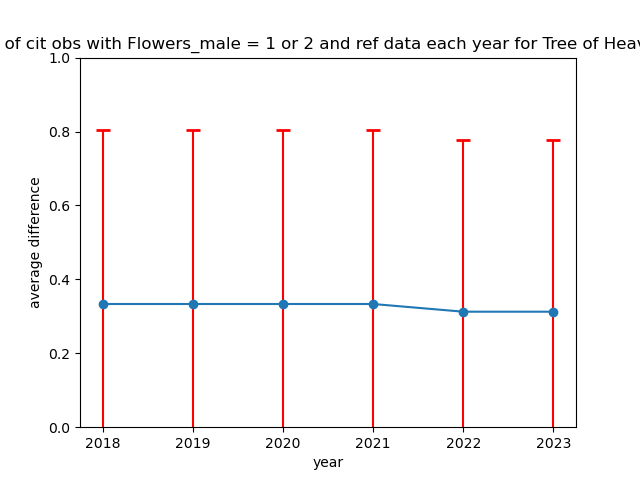 of cit obs with Flowers_male = 1 or 2 and ref data each year for Tree of
1.0
0.8
0.6
0.4
0.2
0.0
average difference
2018 2019 2020 2021 2022 2023
year